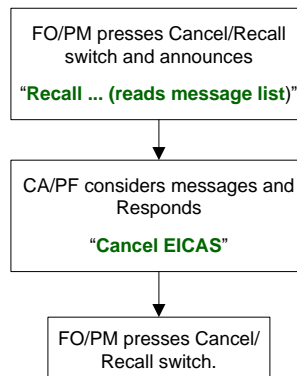 FO/PM presses Cancel/Recall
switch and announces
“Recall ... (reads message list)”
CA/PF considers messages and
Responds
“Cancel EICAS”
FO/PM presses Cancel/
Recall switch.